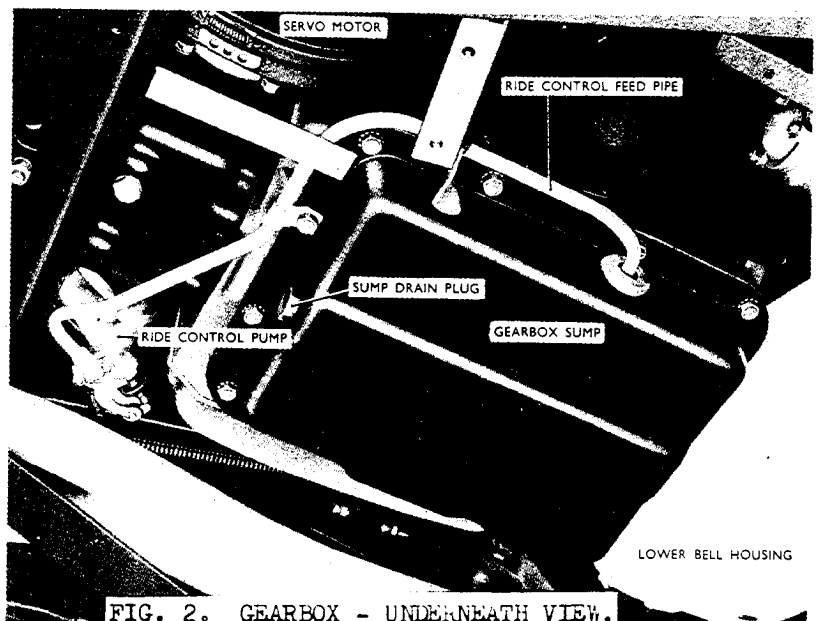 SERVO MOTOR
RIDE CONTROL FEED PIPE
SUMP DRAIN PLUG
RIDE CONTROL PUMP
GEARBOX SUMP
LOWER BELL HOUSING
FIG. 2. GEARBOX - UNDERNEATH VIEW.